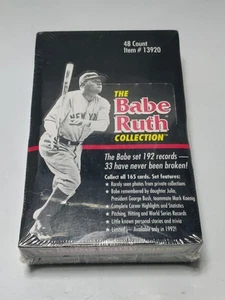 48 Count
Item # 13920
THE
Babe
Ruth
COLLECTION™
NEW YORK
The Babe set 192 records —
33 have never been broken!
Collect all 165 cards. Set features:
★ Rarely seen photos from private collections
★ Babe remembered by daughter Julia,
President George Bush, teammate Mark Koenig
★ Complete Career Highlights and Statistics
★ Pitching, Hitting and World Series Records
★ Little known personal stories and trivia
★ Limited — Available only in 1992!